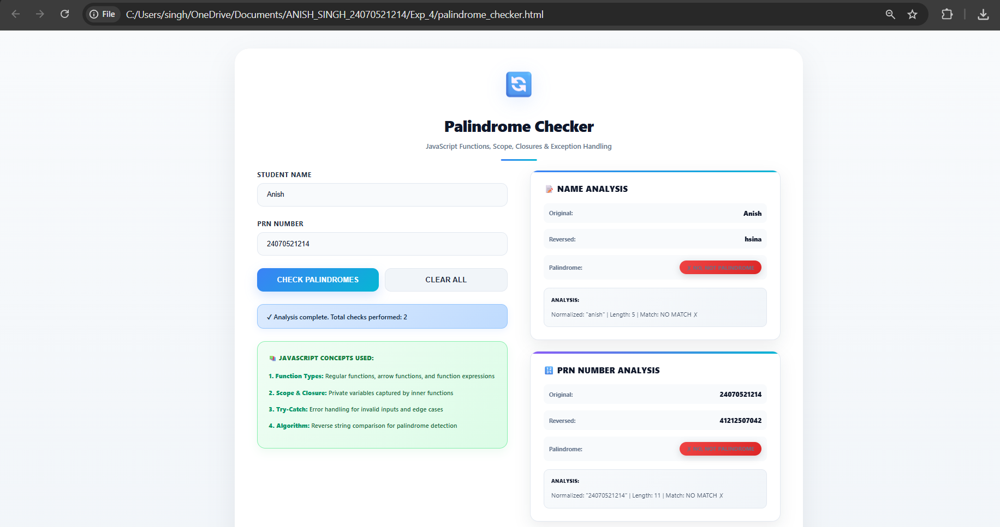 File C:/Users/singh/OneDrive/Documents/ANISH_SINGH_24070521214/Exp_4/palindrome_checker.html
Palindrome Checker
JavaScript Functions, Scope, Closures & Exception Handling
STUDENT NAME
Anish
PRN NUMBER
24070521214
CHECK PALINDROMES
CLEAR ALL
✓ Analysis complete. Total checks performed: 2
JAVASCRIPT CONCEPTS USED:
1. Function Types: Regular functions, arrow functions, and function expressions
2. Scope & Closure: Private variables captured by inner functions
3. Try-Catch: Error handling for invalid inputs and edge cases
4. Algorithm: Reverse string comparison for palindrome detection
NAME ANALYSIS
Original: Anish
Reversed: hsina
Palindrome: ✗ NO, NOT PALINDROME
ANALYSIS:
Normalized: "anish" | Length: 5 | Match: NO MATCH ✗
PRN NUMBER ANALYSIS
Original: 24070521214
Reversed: 41212507042
Palindrome: ✗ NO, NOT PALINDROME
ANALYSIS:
Normalized: "24070521214" | Length: 11 | Match: NO MATCH ✗